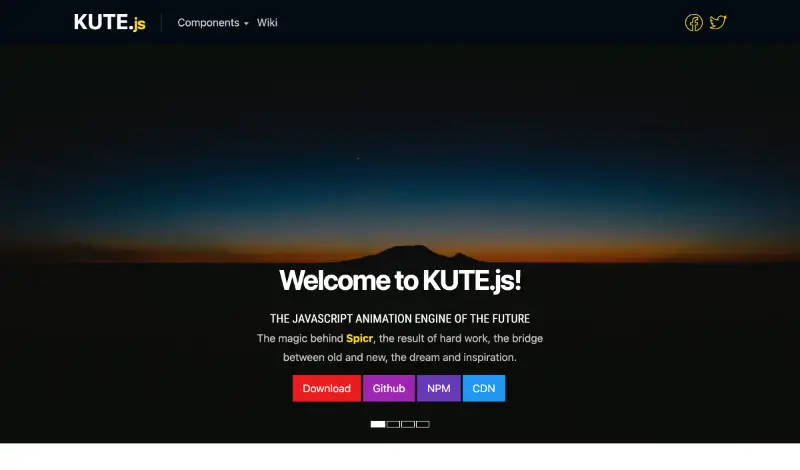 KUTE.js
Components Wiki
Welcome to KUTE.js!
THE JAVASCRIPT ANIMATION ENGINE OF THE FUTURE
The magic behind Spicr, the result of hard work, the bridge
between old and new, the dream and inspiration.
Download Github NPM CDN